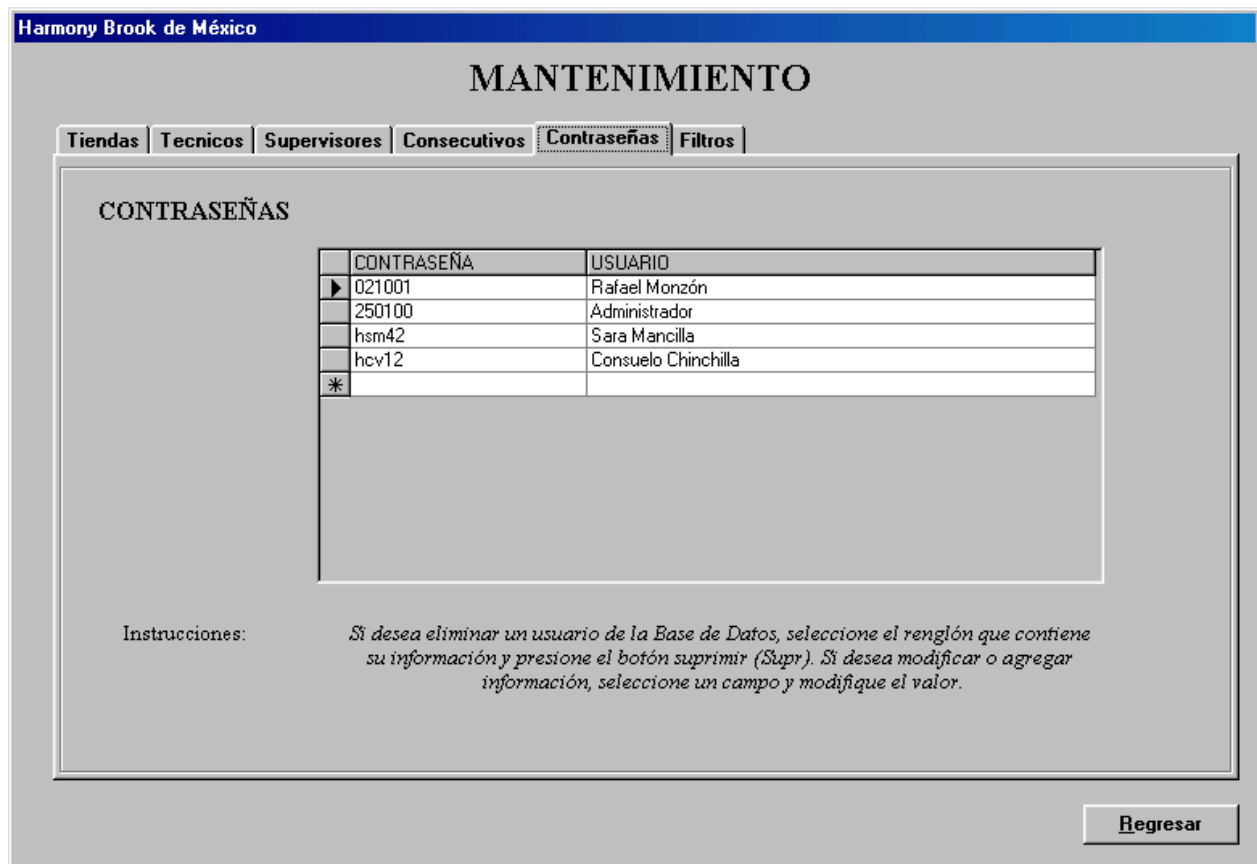 Harmony Brook de México
MANTENIMIENTO
Tiendas Tecnicos Supervisores Consecutivos Contraseñas Filtros
CONTRASEÑAS
CONTRASEÑA USUARIO
021001 Rafael Monzón
250100 Administrador
hsm42 Sara Mancilla
hcv12 Consuelo Chinchilla
Instrucciones: Si desea eliminar un usuario de la Base de Datos, seleccione el renglón que contiene
su información y presione el botón suprimir (Supr). Si desea modificar o agregar
información, seleccione un campo y modifique el valor.
Regresar